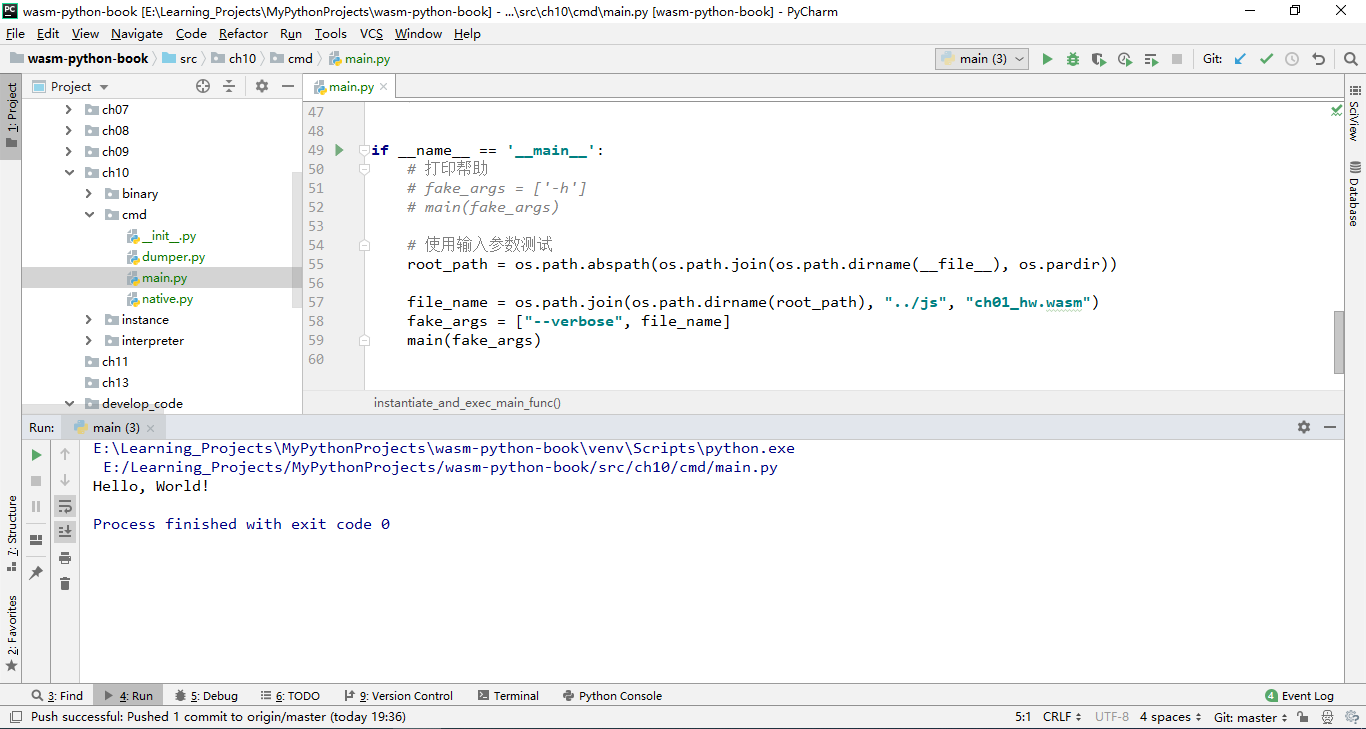 wasm-python-book [E:\Learning_Projects\MyPythonProjects\wasm-python-book] - ...\src\ch10\cmd\main.py [wasm-python-book] - PyCharm
File Edit View Navigate Code Refactor Run Tools VCS Window Help
wasm-python-book src ch10 cmd main.py main (3) Git:
1: Project
Project
main.py
ch07
ch08
ch09
ch10
binary
cmd
__init__.py
dumper.py
main.py
native.py
instance
interpreter
ch11
ch13
develop_code
47
48
49 if __name__ == '__main__':
50 # 打印帮助
51 # fake_args = ['-h']
52 # main(fake_args)
53
54 # 使用输入参数测试
55 root_path = os.path.abspath(os.path.join(os.path.dirname(__file__), os.pardir))
56
57 file_name = os.path.join(os.path.dirname(root_path), "../js", "ch01_hw.wasm")
58 fake_args = ["--verbose", file_name]
59 main(fake_args)
60
instantiate_and_exec_main_func()
SciView
Database
Run: main (3)
E:\Learning_Projects\MyPythonProjects\wasm-python-book\venv\Scripts\python.exe
E:/Learning_Projects/MyPythonProjects/wasm-python-book/src/ch10/cmd/main.py
Hello, World!
Process finished with exit code 0
7: Structure
2: Favorites
3: Find 4: Run 5: Debug 6: TODO 9: Version Control Terminal Python Console 4 Event Log
Push successful: Pushed 1 commit to origin/master (today 19:36) 5:1 CRLF UTF-8 4 spaces Git: master